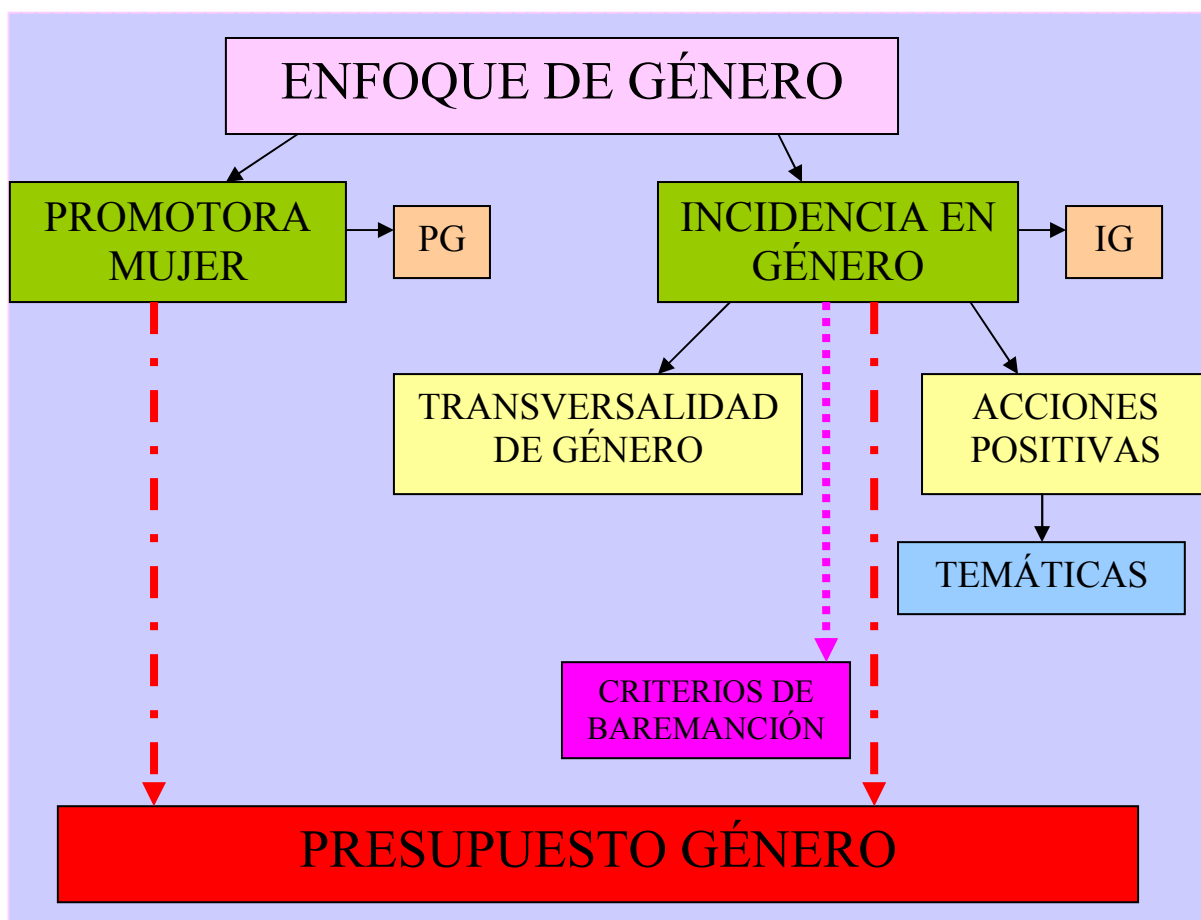 ENFOQUE DE GÉNERO
PROMOTORA
MUJER
PG
INCIDENCIA EN
GÉNERO
IG
TRANSVERSALIDAD
DE GÉNERO
ACCIONES
POSITIVAS
TEMÁTICAS
CRITERIOS DE
BAREMANCIÓN
PRESUPUESTO GÉNERO